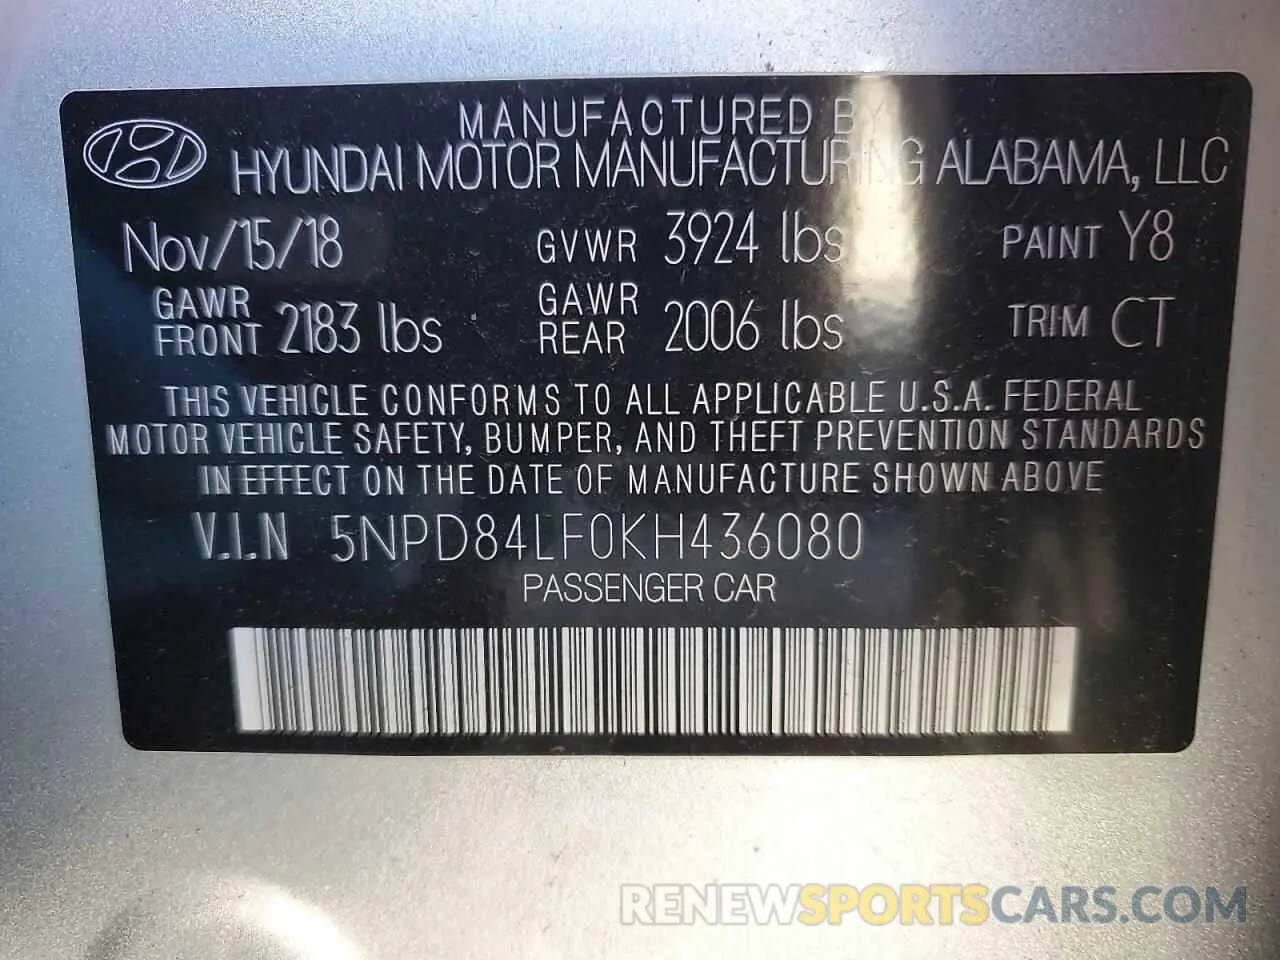 MANUFACTURED BY
HYUNDAI MOTOR MANUFACTURING ALABAMA, LLC
Nov/15/18 GVWR 3924 lbs PAINT Y8
GAWR FRONT 2183 lbs GAWR REAR 2006 lbs TRIM CT
THIS VEHICLE CONFORMS TO ALL APPLICABLE U.S.A. FEDERAL
MOTOR VEHICLE SAFETY, BUMPER, AND THEFT PREVENTION STANDARDS
IN EFFECT ON THE DATE OF MANUFACTURE SHOWN ABOVE
V.I.N 5NPD84LF0KH436080
PASSENGER CAR
RENEWSPORTSCARS.COM